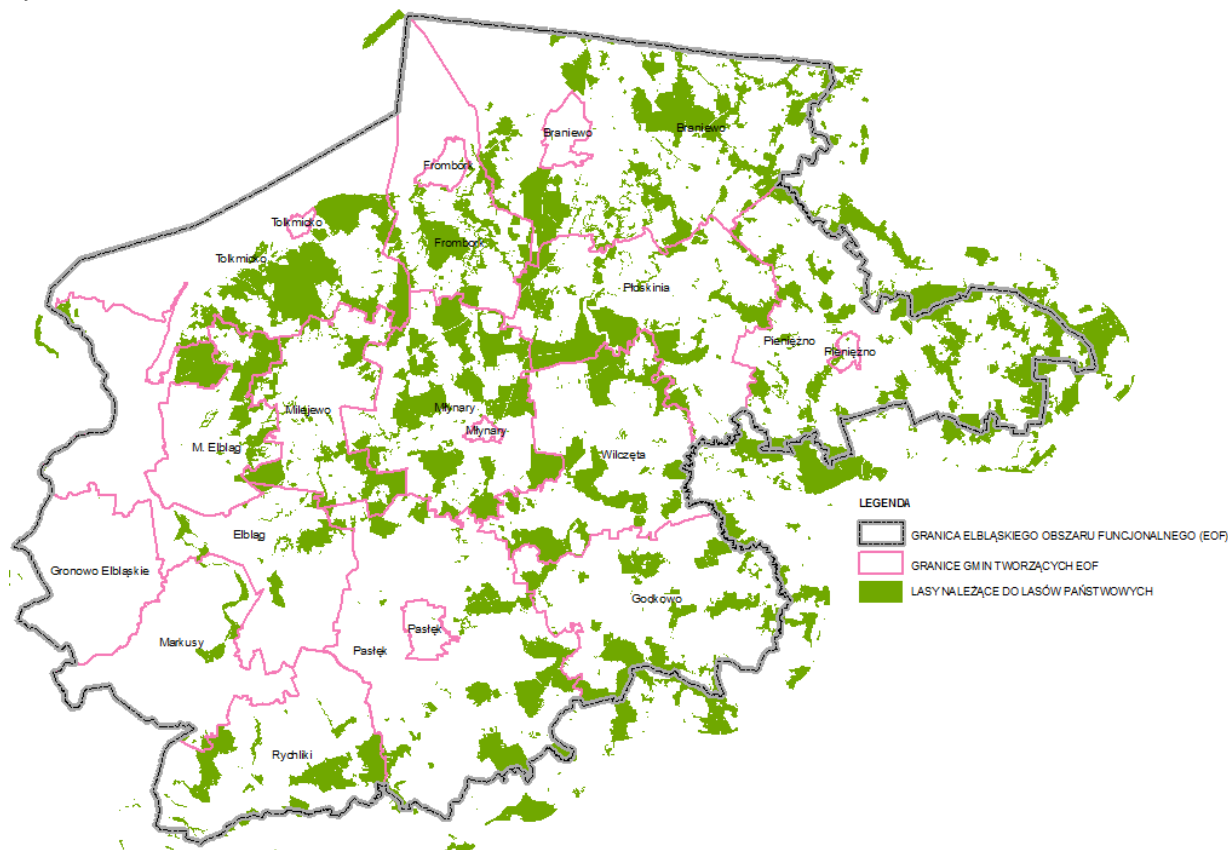 Braniewo
Braniewo
Frombork
Tolkmicko
Frombork
Tolkmicko
Płoskinia
Pieniężno
Pieniężno
Milejewo
Młynary
Młynary
M. Elbląg
Wilczęta
LEGENDA
GRANICA ELBLĄSKIEGO OBSZARU FUNCJONALNEGO (EOF)
GRANICE GMIN TWORZĄCYCH EOF
LASY NALEŻĄCE DO LASÓW PAŃSTWOWYCH
Elbląg
Gronowo Elbląskie
Godkowo
Markusy
Pasłęk
Pasłęk
Rychliki